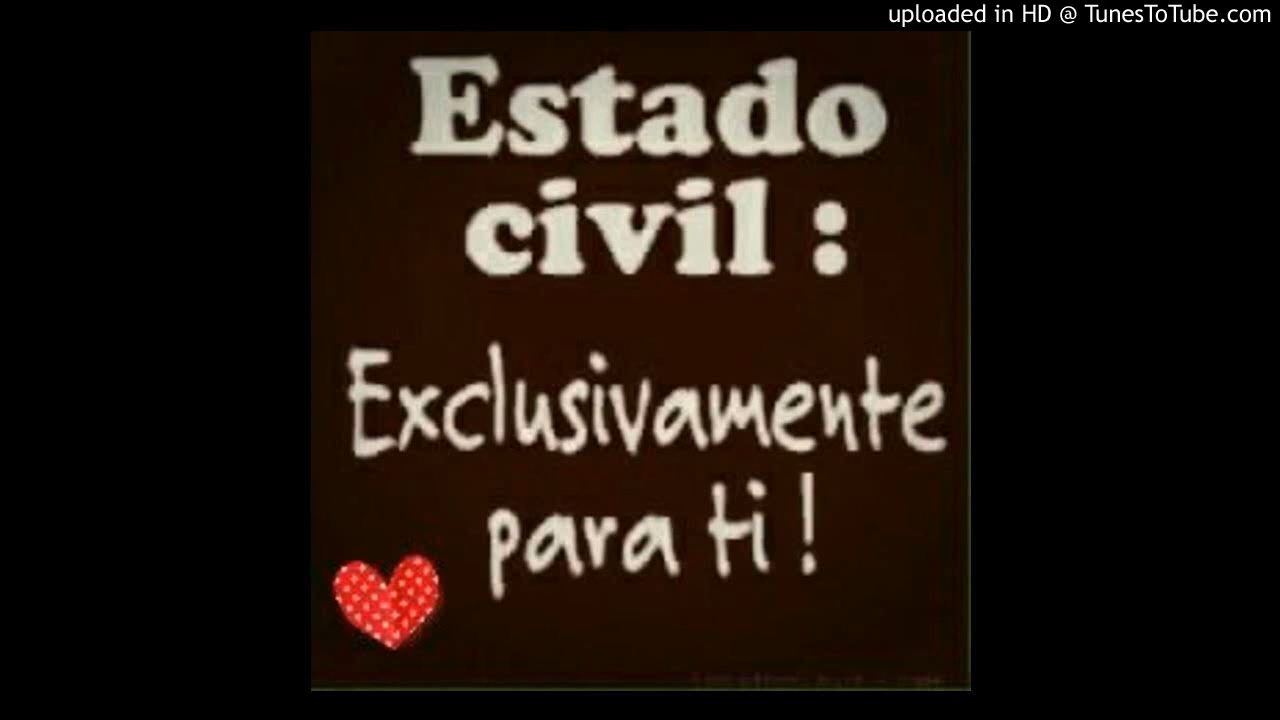 uploaded in HD @ TunesToTube.com
Estado
civil :
Exclusivamente
para ti !